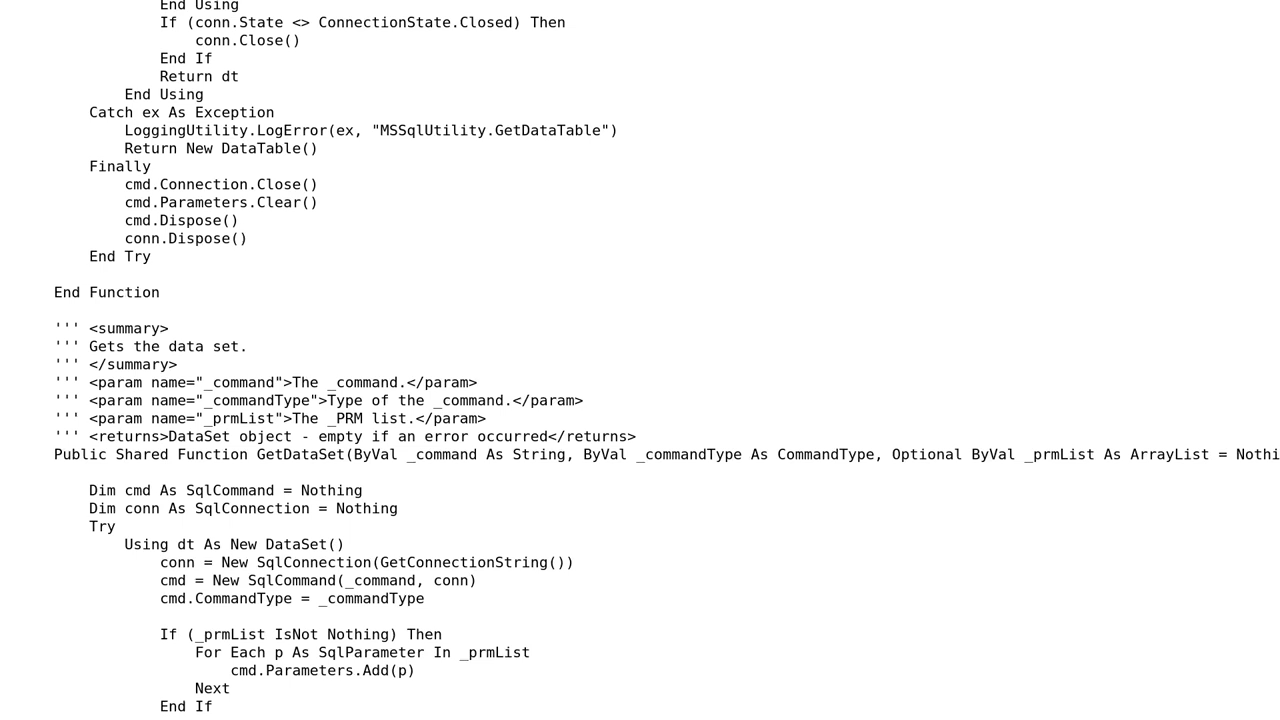 End Using
            If (conn.State <> ConnectionState.Closed) Then
                conn.Close()
            End If
            Return dt
        End Using
    Catch ex As Exception
        LoggingUtility.LogError(ex, "MSSqlUtility.GetDataTable")
        Return New DataTable()
    Finally
        cmd.Connection.Close()
        cmd.Parameters.Clear()
        cmd.Dispose()
        conn.Dispose()
    End Try

End Function

''' <summary>
''' Gets the data set.
''' </summary>
''' <param name="_command">The _command.</param>
''' <param name="_commandType">Type of the _command.</param>
''' <param name="_prmList">The _PRM list.</param>
''' <returns>DataSet object - empty if an error occurred</returns>
Public Shared Function GetDataSet(ByVal _command As String, ByVal _commandType As CommandType, Optional ByVal _prmList As ArrayList = Nothi

    Dim cmd As SqlCommand = Nothing
    Dim conn As SqlConnection = Nothing
    Try
        Using dt As New DataSet()
            conn = New SqlConnection(GetConnectionString())
            cmd = New SqlCommand(_command, conn)
            cmd.CommandType = _commandType

            If (_prmList IsNot Nothing) Then
                For Each p As SqlParameter In _prmList
                    cmd.Parameters.Add(p)
                Next
            End If